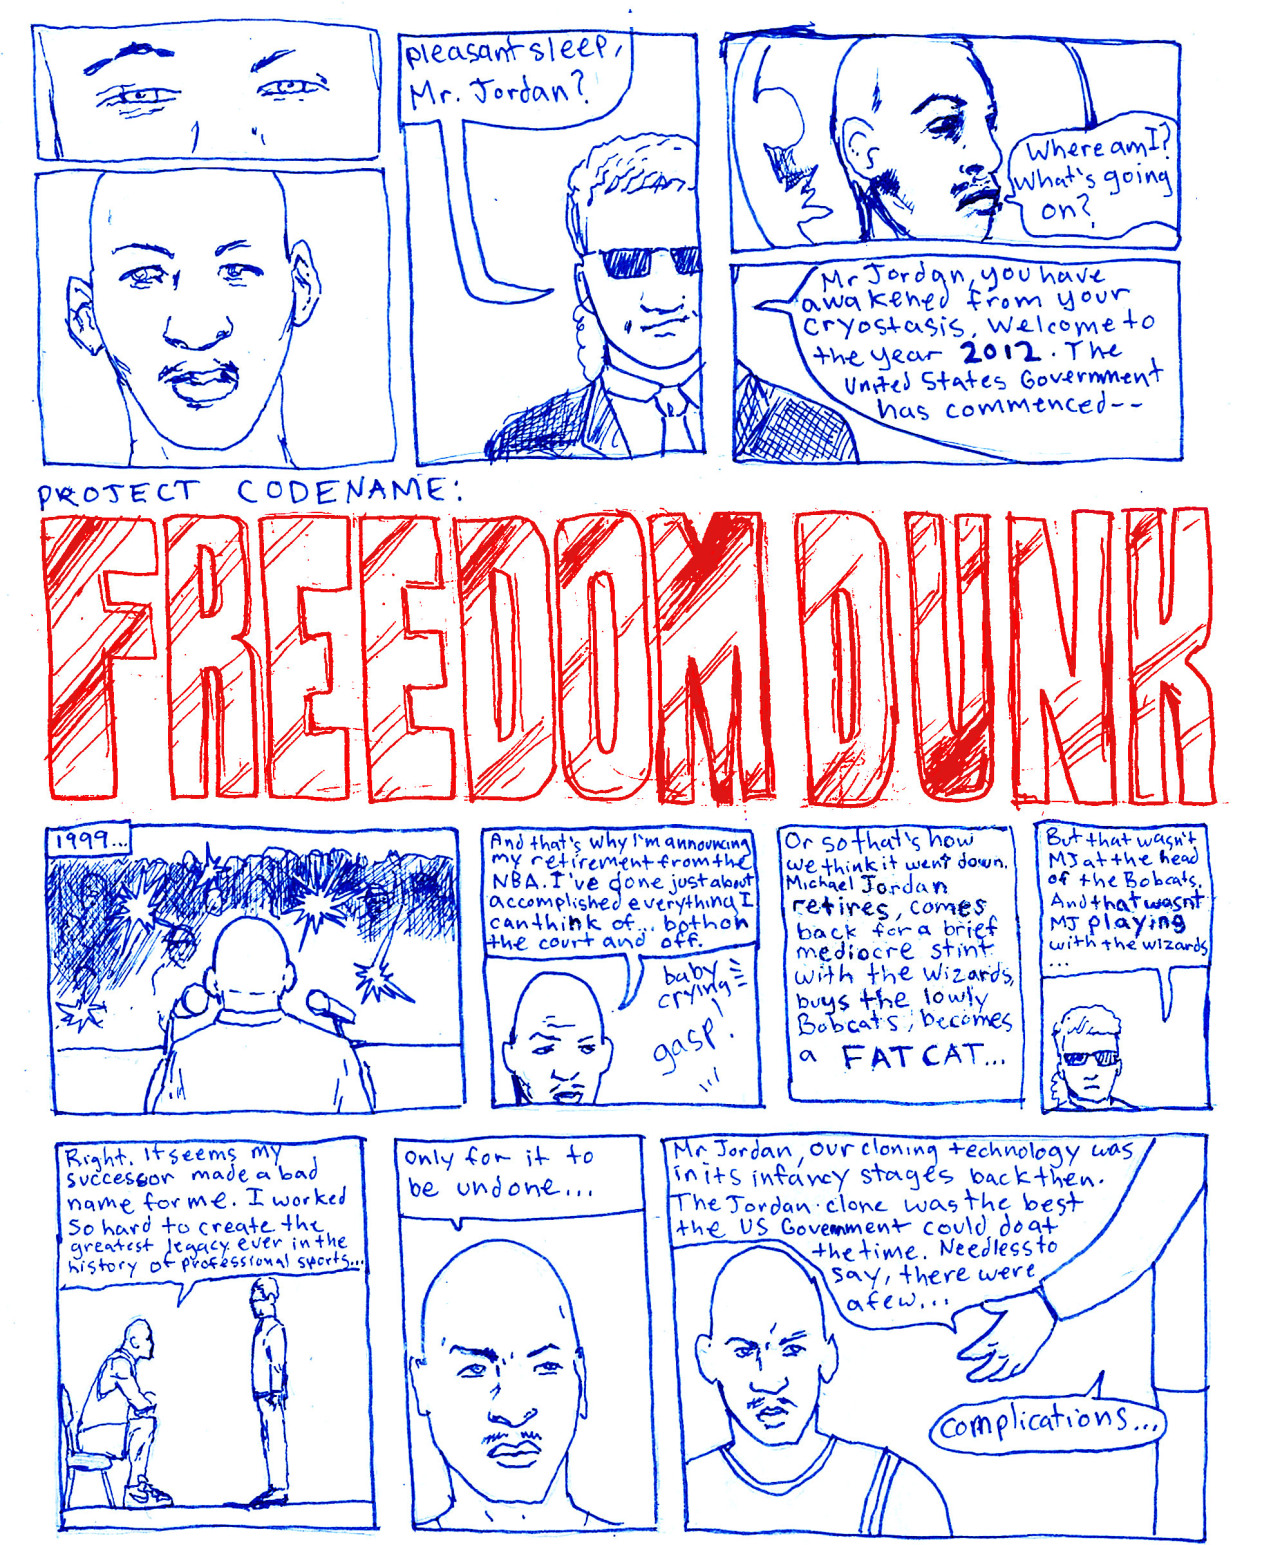 pleasant sleep,
Mr. Jordan?
Where am I?
What's going
on?
Mr Jordan, you have
awakened from your
cryostasis. Welcome to
the year 2012. The
United States Government
has commenced--
PROJECT CODENAME:
FREEDOM DUNK
1999...
And that's why I'm announcing
my retirement from the
NBA. I've done just about
accomplished everything I
can think of... both on
the court and off.
baby
crying
gasp!
Or so that's how
we think it went down.
Michael Jordan
retires, comes
back for a brief
mediocre stint
with the Wizards,
buys the lowly
Bobcats, becomes
a FAT CAT...
But that wasn't
MJ at the head
of the Bobcats.
And that wasn't
MJ playing
with the wizards
...
Right. It seems my
successor made a bad
name for me. I worked
so hard to create the
greatest legacy ever in the
history of professional sports...
only for it to
be undone...
Mr Jordan, our cloning technology was
in its infancy stages back then.
The Jordan-clone was the best
the US Government could do at
the time. Needless to
say, there were
a few...
complications...